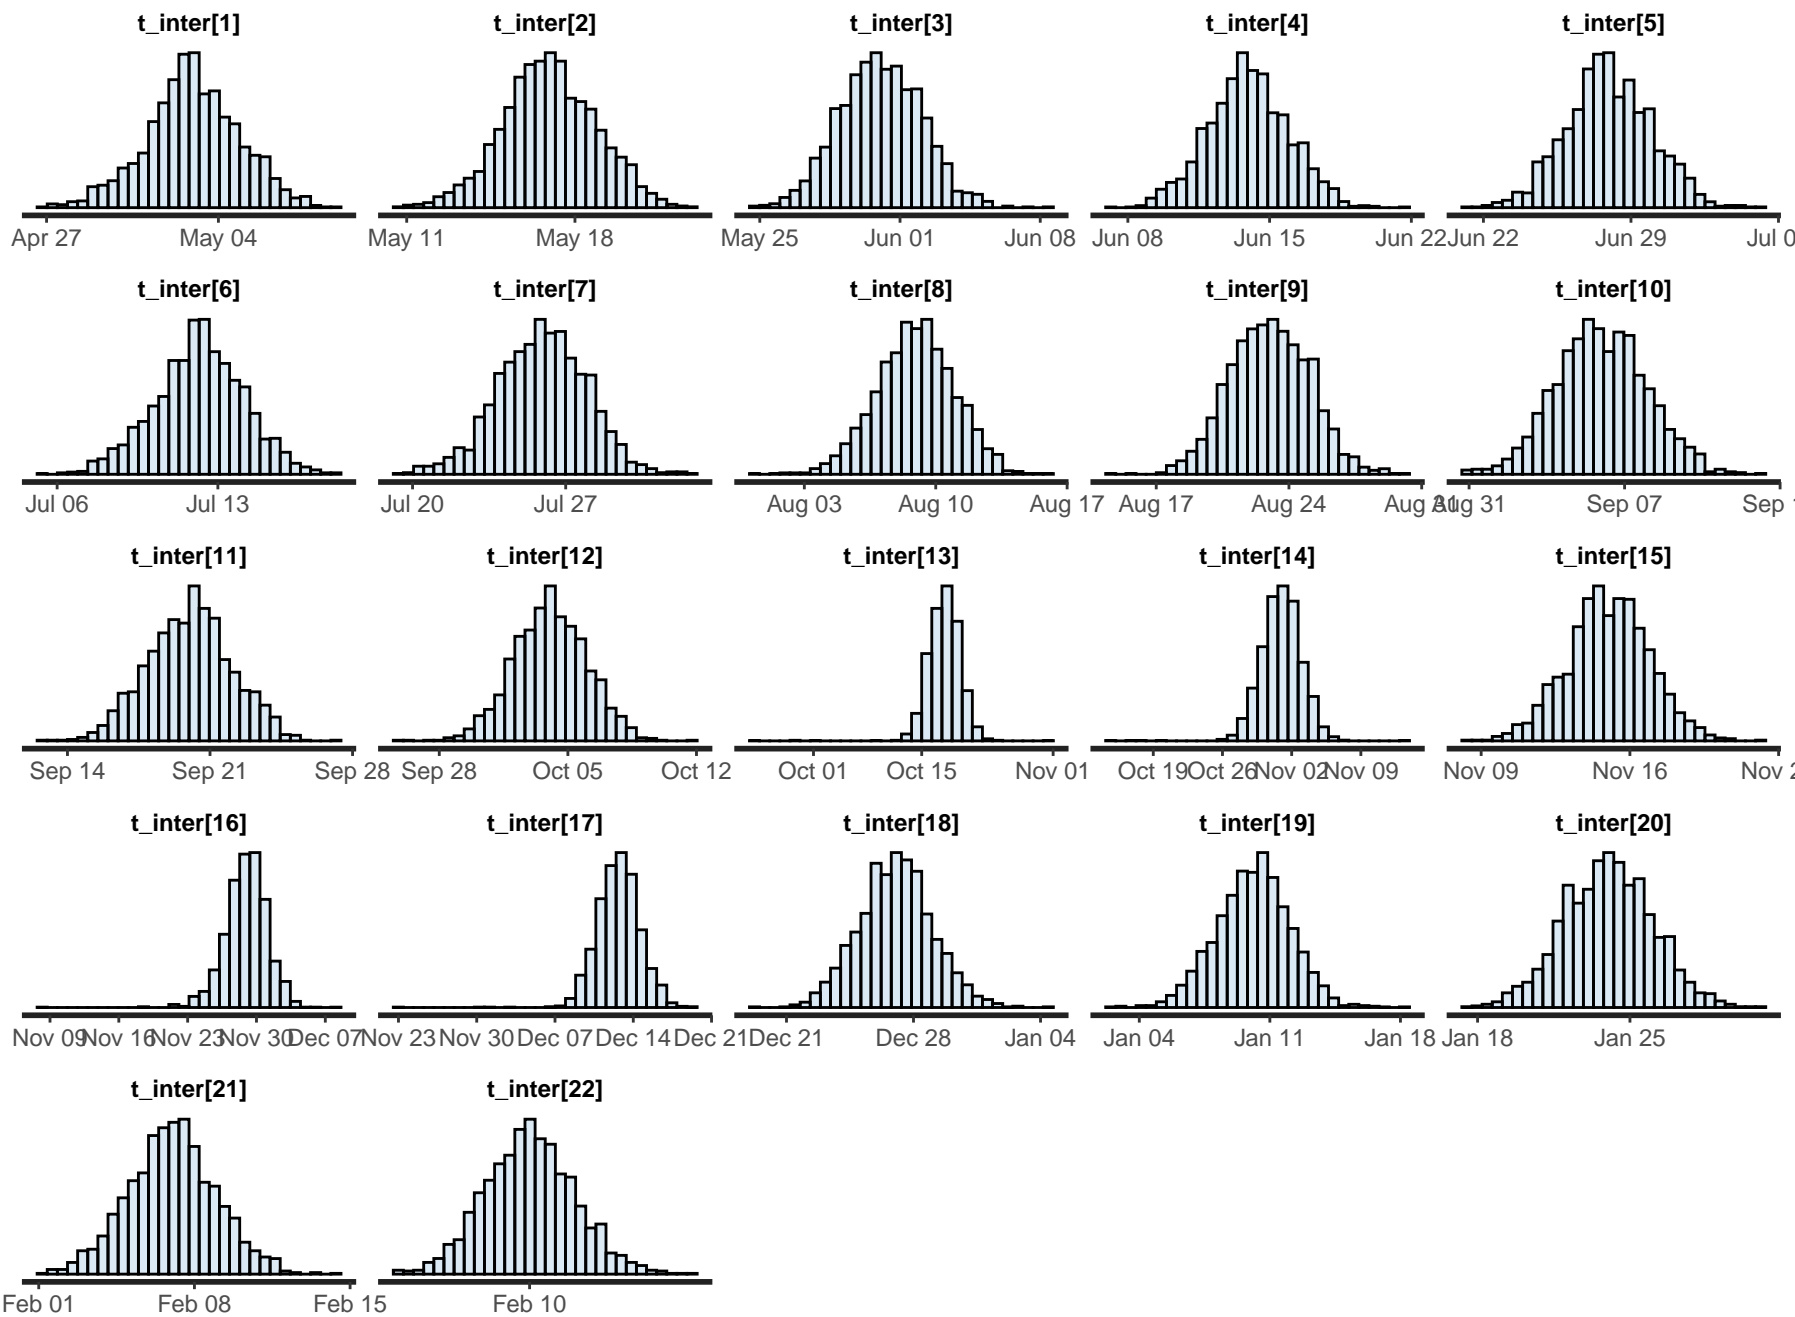 t_inter[1] t_inter[2] t_inter[3] t_inter[4] t_inter[5]
Apr 27 May 04 May 11 May 18 May 25 Jun 01 Jun 08 Jun 08 Jun 15 Jun 22 Jun 22 Jun 29 Jul 0
t_inter[6] t_inter[7] t_inter[8] t_inter[9] t_inter[10]
Jul 06 Jul 13 Jul 20 Jul 27 Aug 03 Aug 10 Aug 17 Aug 17 Aug 24 Aug 31 Aug 31 Sep 07 Sep
t_inter[11] t_inter[12] t_inter[13] t_inter[14] t_inter[15]
Sep 14 Sep 21 Sep 28 Sep 28 Oct 05 Oct 12 Oct 01 Oct 15 Nov 01 Oct 19 Oct 26 Nov 02 Nov 09 Nov 09 Nov 16 Nov 2
t_inter[16] t_inter[17] t_inter[18] t_inter[19] t_inter[20]
Nov 09 Nov 16 Nov 23 Nov 30 Dec 07 Nov 23 Nov 30 Dec 07 Dec 14 Dec 21 Dec 21 Dec 28 Jan 04 Jan 04 Jan 11 Jan 18 Jan 18 Jan 25
t_inter[21] t_inter[22]
Feb 01 Feb 08 Feb 15 Feb 10